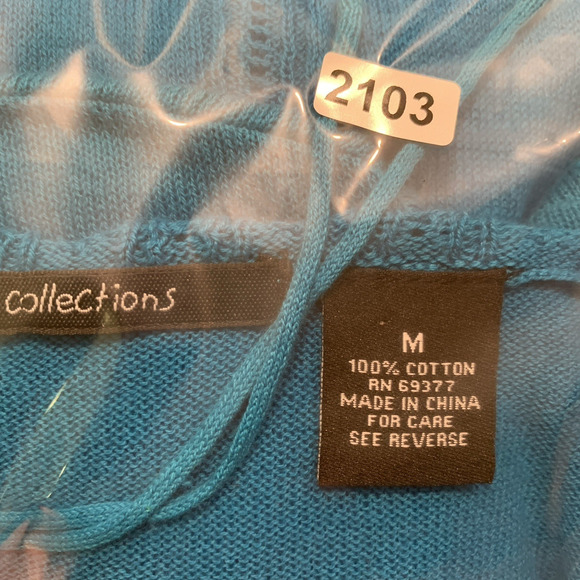 2103
collections
M
100% COTTON
RN 69377
MADE IN CHINA
FOR CARE
SEE REVERSE